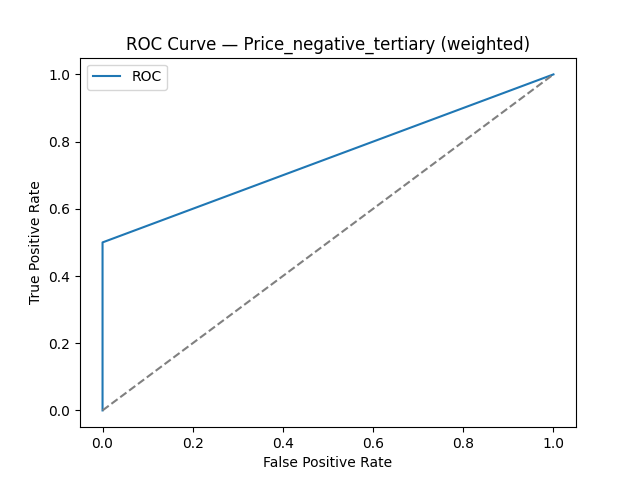 ROC Curve — Price_negative_tertiary (weighted)
ROC
1.0
0.8
0.6
0.4
0.2
0.0
True Positive Rate
0.0 0.2 0.4 0.6 0.8 1.0
False Positive Rate